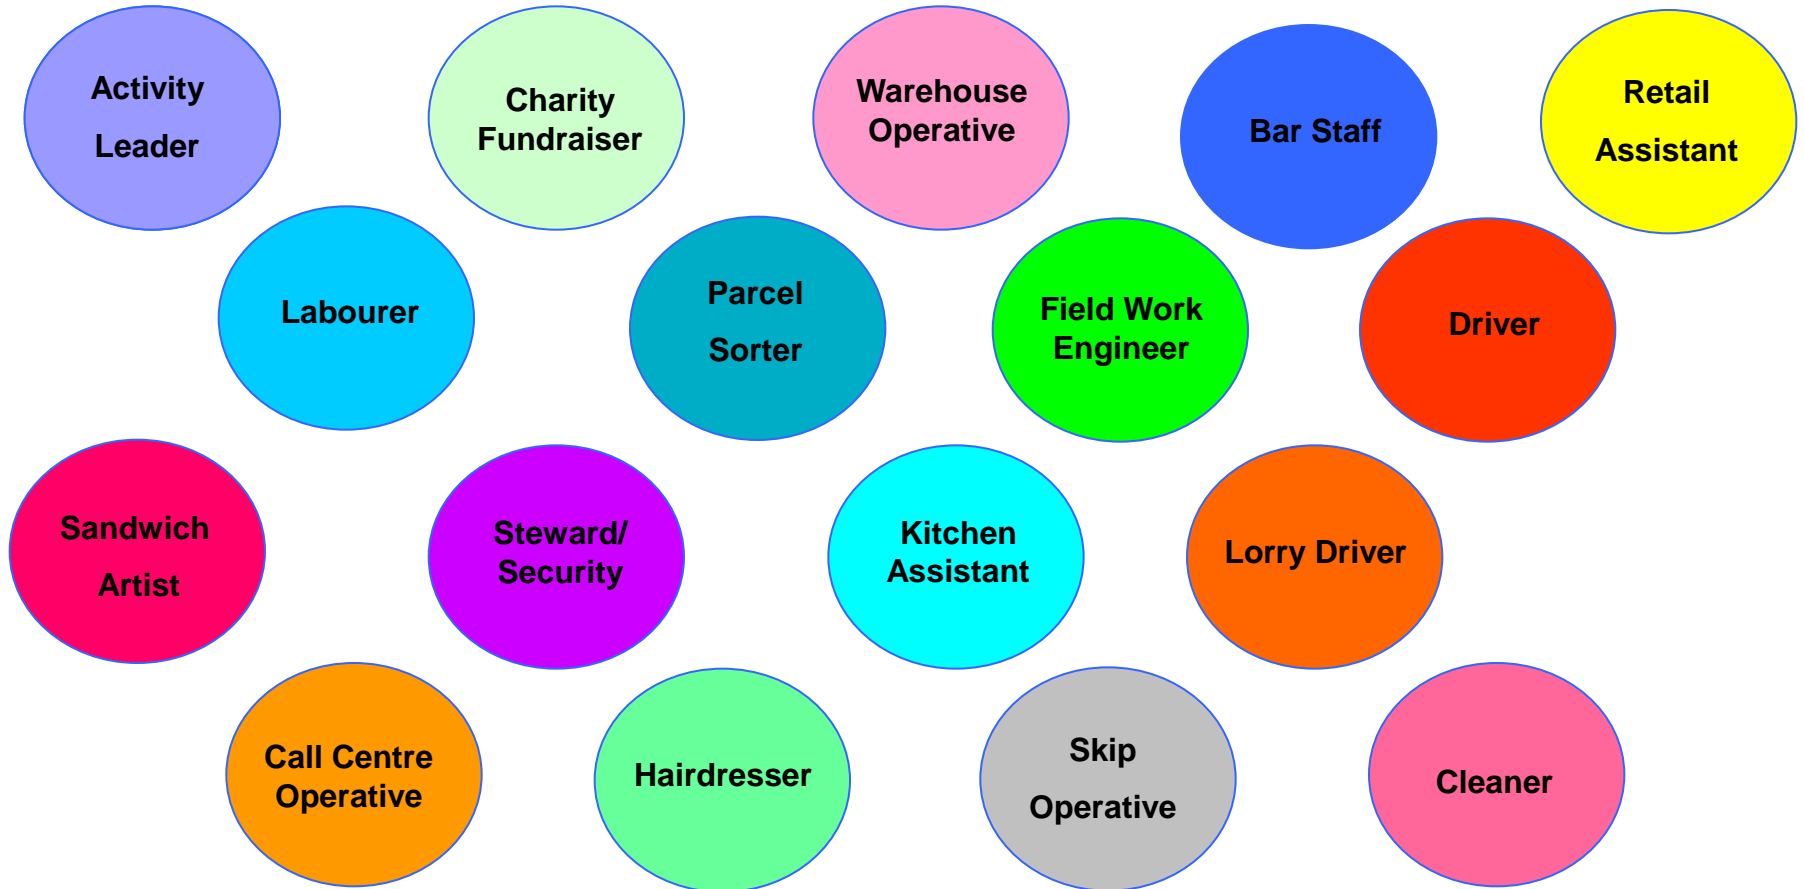 Activity
Leader
Charity
Fundraiser
Warehouse
Operative
Bar Staff
Retail
Assistant
Labourer
Parcel
Sorter
Field Work
Engineer
Driver
Sandwich
Artist
Steward/
Security
Kitchen
Assistant
Lorry Driver
Call Centre
Operative
Hairdresser
Skip
Operative
Cleaner